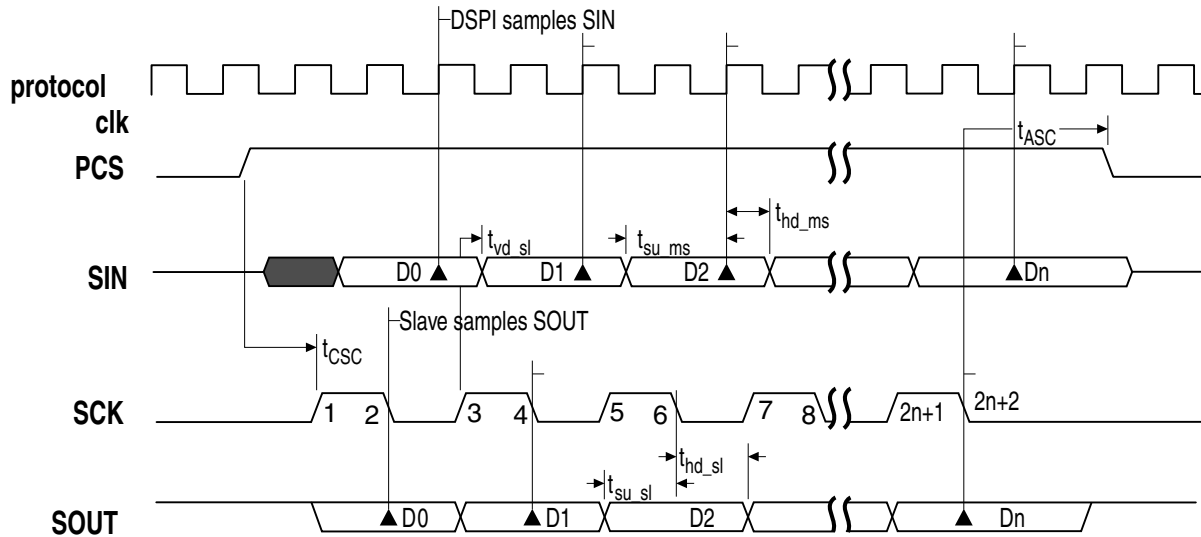 DSPI samples SIN
protocol
clk
t_ASC
PCS
t_hd_ms
t_vd_sl
t_su_ms
SIN
D0
D1
D2
Dn
Slave samples SOUT
t_CSC
SCK
1
2
3
4
5
6
7
8
2n+1
2n+2
t_hd_sl
t_su_sl
SOUT
D0
D1
D2
Dn